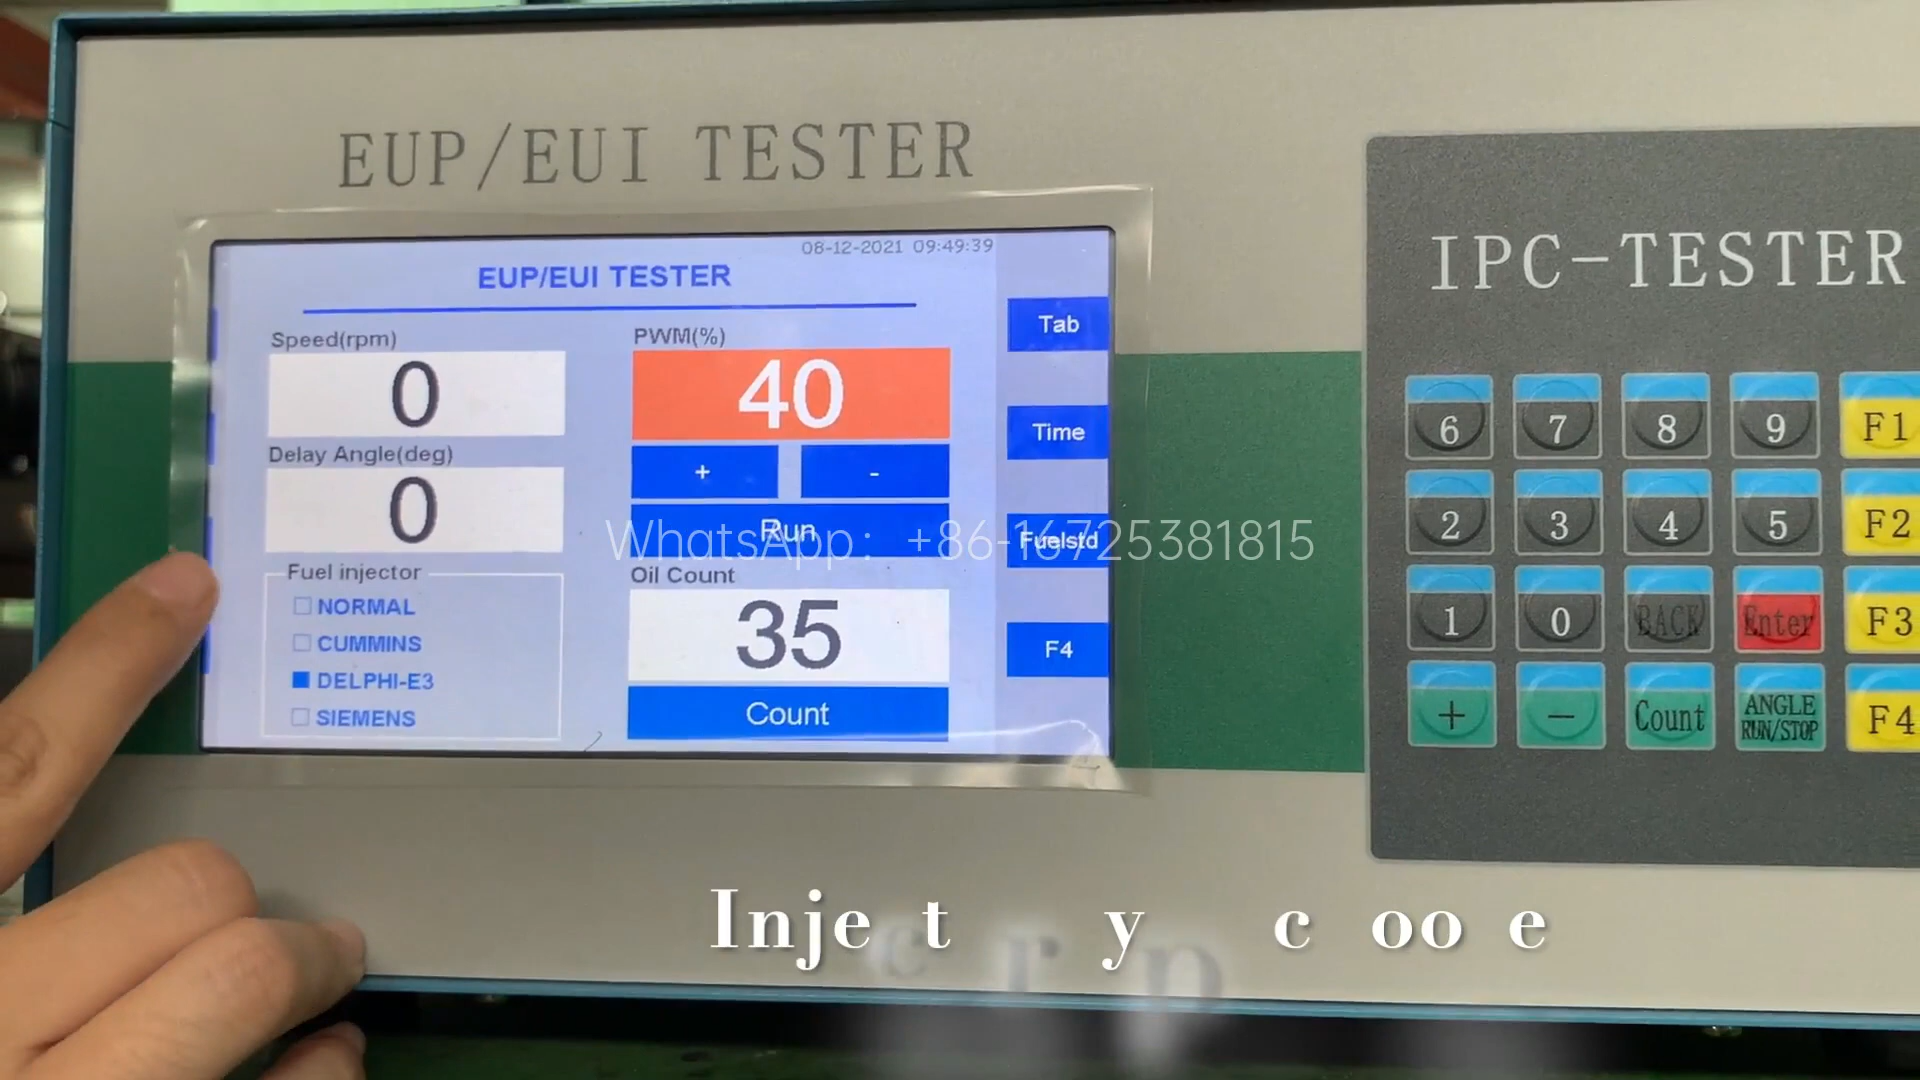 EUP/EUI TESTER
08-12-2021 09:49:39
EUP/EUI TESTER
Speed(rpm)
0
Delay Angle(deg)
0
Fuel injector
NORMAL
CUMMINS
DELPHI-E3
SIEMENS
PWM(%)
40
+ -
Run
Oil Count
35
Count
Tab
Time
Fuelstd
F4
WhatsApp: +86-16725381815
IPC-TESTER
6 7 8 9 F1
2 3 4 5 F2
1 0 BACK Enter F3
+ - Count ANGLE RUN/STOP F4